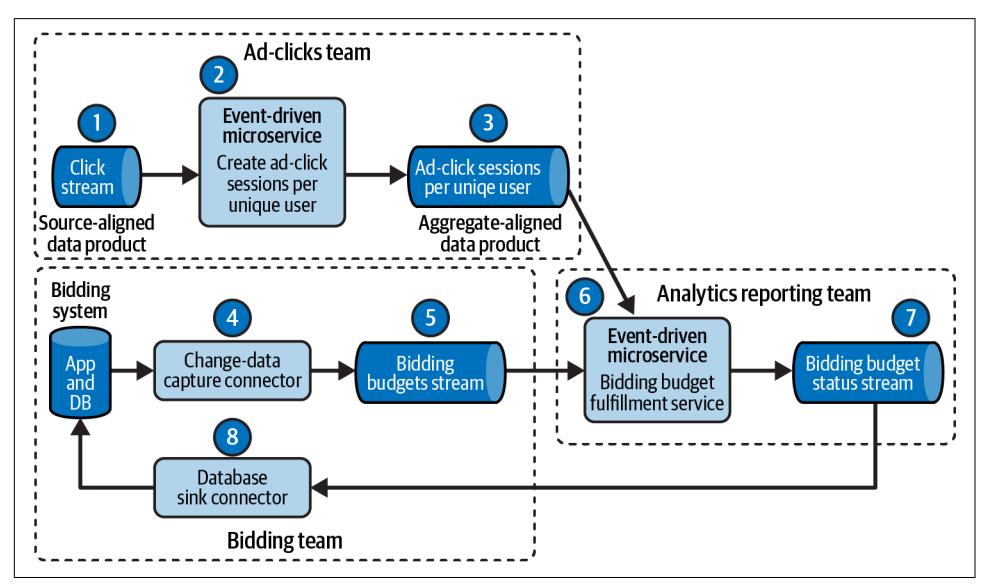 Ad-clicks team
1
2
3
Click
stream
Source-aligned
data product
Event-driven
microservice
Create ad-click
sessions per
unique user
Ad-click sessions
per uniqe user
Aggregate-aligned
data product
Bidding
system
App
and
DB
4
Change-data
capture connector
5
Bidding
budgets stream
8
Database
sink connector
Bidding team
Analytics reporting team
6
Event-driven
microservice
Bidding budget
fulfillment service
7
Bidding budget
status stream